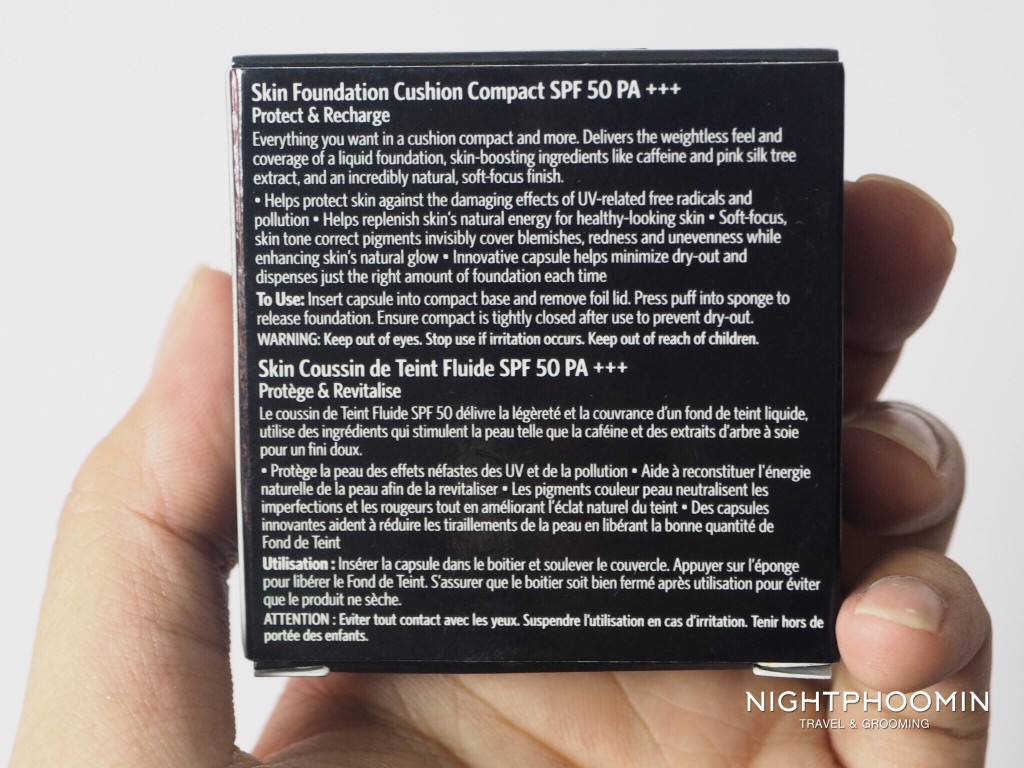 Skin Foundation Cushion Compact SPF 50 PA +++
Protect & Recharge
Everything you want in a cushion compact and more. Delivers the weightless feel and
coverage of a liquid foundation, skin-boosting ingredients like caffeine and pink silk tree
extract, and an incredibly natural, soft-focus finish.
• Helps protect skin against the damaging effects of UV-related free radicals and
pollution • Helps replenish skin's natural energy for healthy-looking skin • Soft-focus,
skin tone correct pigments invisibly cover blemishes, redness and unevenness while
enhancing skin's natural glow • Innovative capsule helps minimize dry-out and
dispenses just the right amount of foundation each time
To Use: Insert capsule into compact base and remove foil lid. Press puff into sponge to
release foundation. Ensure compact is tightly closed after use to prevent dry-out.
WARNING: Keep out of eyes. Stop use if irritation occurs. Keep out of reach of children.
Skin Coussin de Teint Fluide SPF 50 PA +++
Protège & Revitalise
Le coussin de Teint Fluide SPF 50 délivre la légèreté et la couvrance d'un fond de teint liquide,
utilise des ingrédients qui stimulent la peau telle que la caféine et des extraits d'arbre à soie
pour un fini doux.
• Protège la peau des effets néfastes des UV et de la pollution • Aide à reconstituer l'énergie
naturelle de la peau afin de la revitaliser • Les pigments couleur peau neutralisent les
imperfections et les rougeurs tout en améliorant l'éclat naturel du teint • Des capsules
innovantes aident à réduire les tiraillements de la peau en libérant la bonne quantité de
Fond de Teint
Utilisation : Insérer la capsule dans le boitier et soulever le couvercle. Appuyer sur l'éponge
pour libérer le Fond de Teint. S'assurer que le boitier soit bien fermé après utilisation pour éviter
que le produit ne sèche.
ATTENTION : Eviter tout contact avec les yeux. Suspendre l'utilisation en cas d'irritation. Tenir hors de
portée des enfants.
NIGHTPHOOMIN
TRAVEL & GROOMING